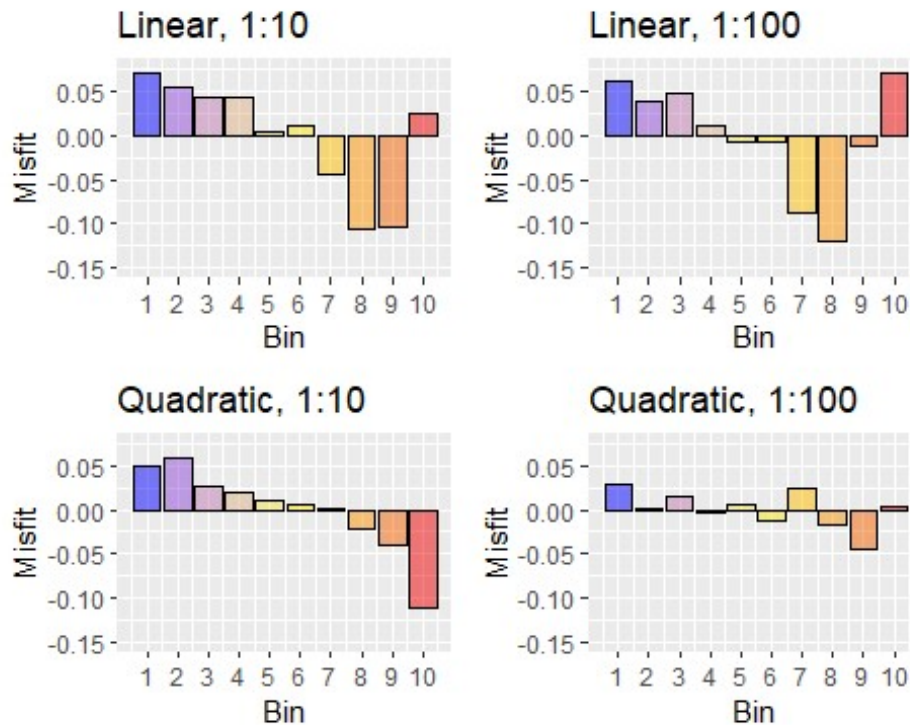 Linear, 1:10
Misfit
0.05
0.00
-0.05
-0.10
-0.15
1 2 3 4 5 6 7 8 9 10
Bin
Linear, 1:100
Misfit
0.05
0.00
-0.05
-0.10
-0.15
1 2 3 4 5 6 7 8 9 10
Bin
Quadratic, 1:10
Misfit
0.05
0.00
-0.05
-0.10
-0.15
1 2 3 4 5 6 7 8 9 10
Bin
Quadratic, 1:100
Misfit
0.05
0.00
-0.05
-0.10
-0.15
1 2 3 4 5 6 7 8 9 10
Bin